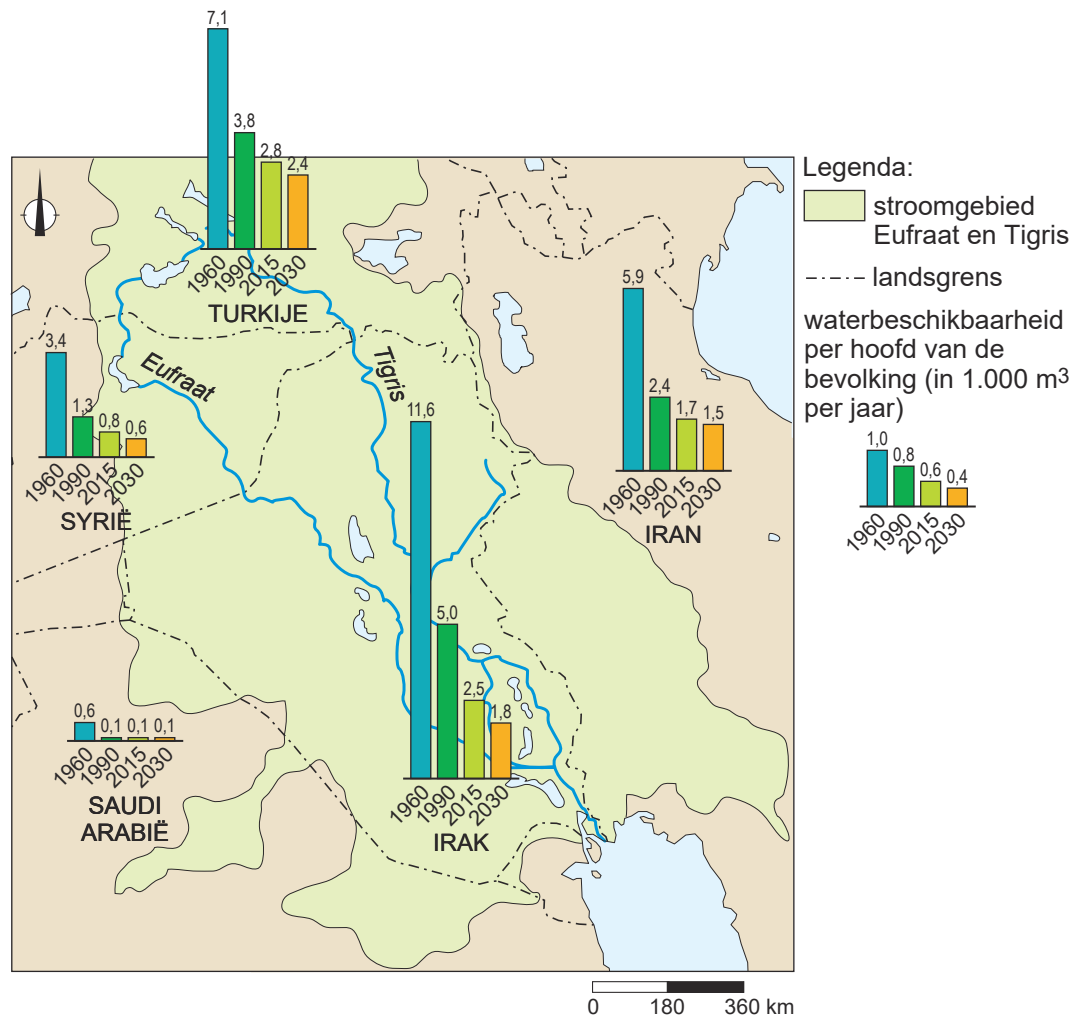 7,1
3,8
2,8
2,4
1960
1990
2015
2030
TURKIJE
3,4
1,3
0,8
0,6
1960
1990
2015
2030
SYRIË
Eufraat
Tigris
5,9
2,4
1,7
1,5
1960
1990
2015
2030
IRAN
11,6
5,0
2,5
1,8
1960
1990
2015
2030
IRAK
0,6
0,1
0,1
0,1
1960
1990
2015
2030
SAUDI
ARABIË
Legenda:
stroomgebied
Eufraat en Tigris
landsgrens
waterbeschikbaarheid
per hoofd van de
bevolking (in 1.000 m³
per jaar)
1,0
0,8
0,6
0,4
1960
1990
2015
2030
0 180 360 km